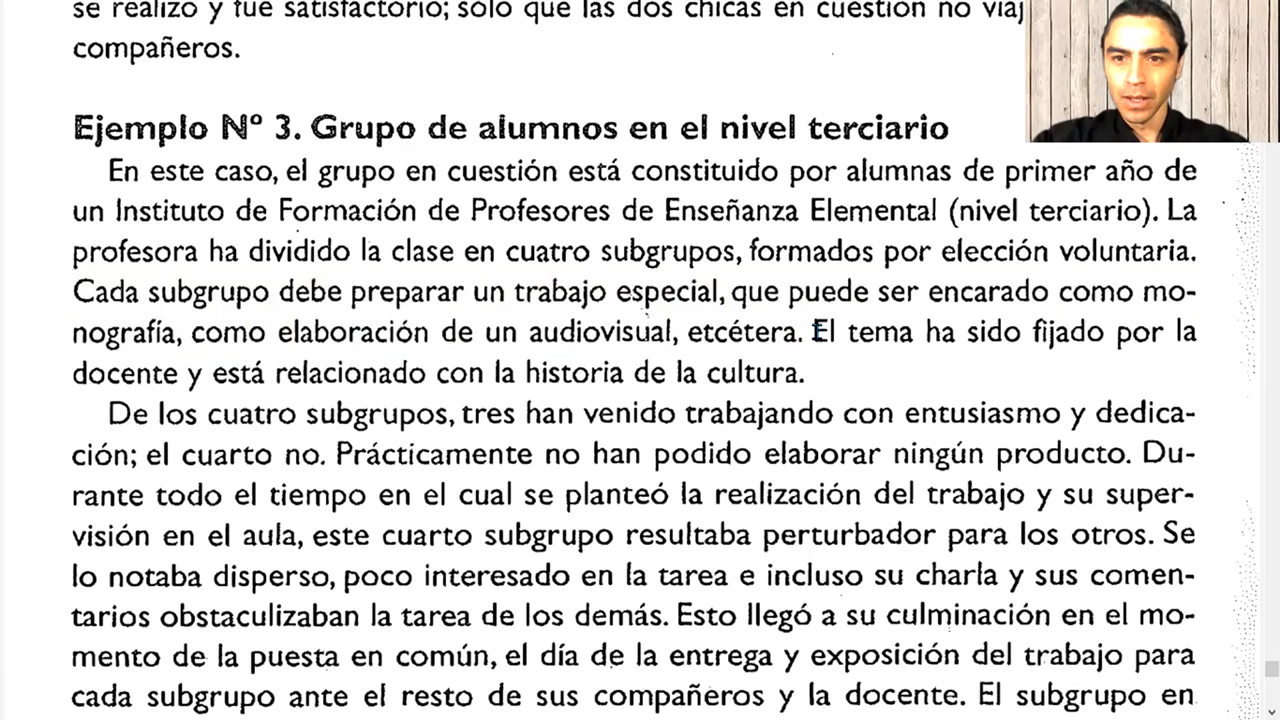 se realizó y fue satisfactorio; sólo que las dos chicas en cuestión no
compañeros.
Ejemplo Nº 3. Grupo de alumnos en el nivel terciario
En este caso, el grupo en cuestión está constituido por alumnas de primer año de
un Instituto de Formación de Profesores de Enseñanza Elemental (nivel terciario). La
profesora ha dividido la clase en cuatro subgrupos, formados por elección voluntaria.
Cada subgrupo debe preparar un trabajo especial, que puede ser encarado como mo-
nografía, como elaboración de un audiovisual, etcétera. El tema ha sido fijado por la
docente y está relacionado con la historia de la cultura.
De los cuatro subgrupos, tres han venido trabajando con entusiasmo y dedica-
ción; el cuarto no. Prácticamente no han podido elaborar ningún producto. Du-
rante todo el tiempo en el cual se planteó la realización del trabajo y su super-
visión en el aula, este cuarto subgrupo resultaba perturbador para los otros. Se
lo notaba disperso, poco interesado en la tarea e incluso su charla y sus comen-
tarios obstaculizaban la tarea de los demás. Esto llegó a su culminación en el mo-
mento de la puesta en común, el día de la entrega y exposición del trabajo para
cada subgrupo ante el resto de sus compañeros y la docente. El subgrupo en